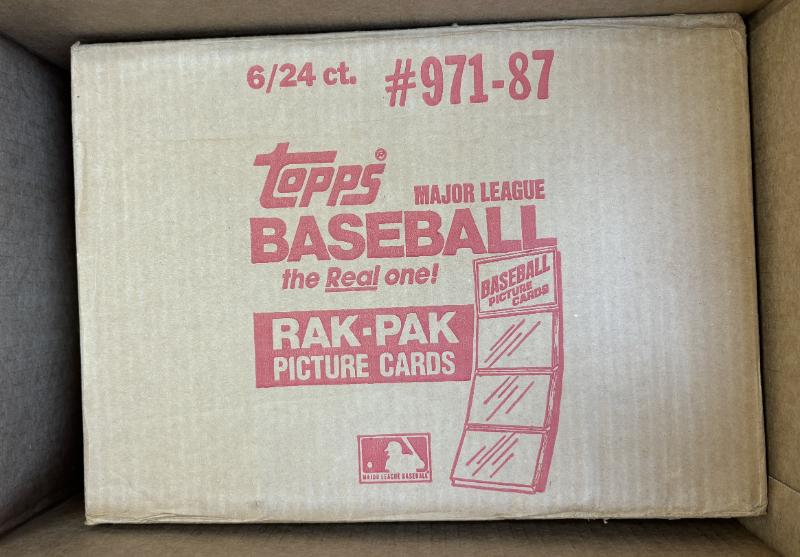 6/24 ct. #971-87
Topps®
MAJOR LEAGUE
BASEBALL
the Real one!
BASEBALL
PICTURE
CARDS
RAK-PAK
PICTURE CARDS
MAJOR LEAGUE BASEBALL